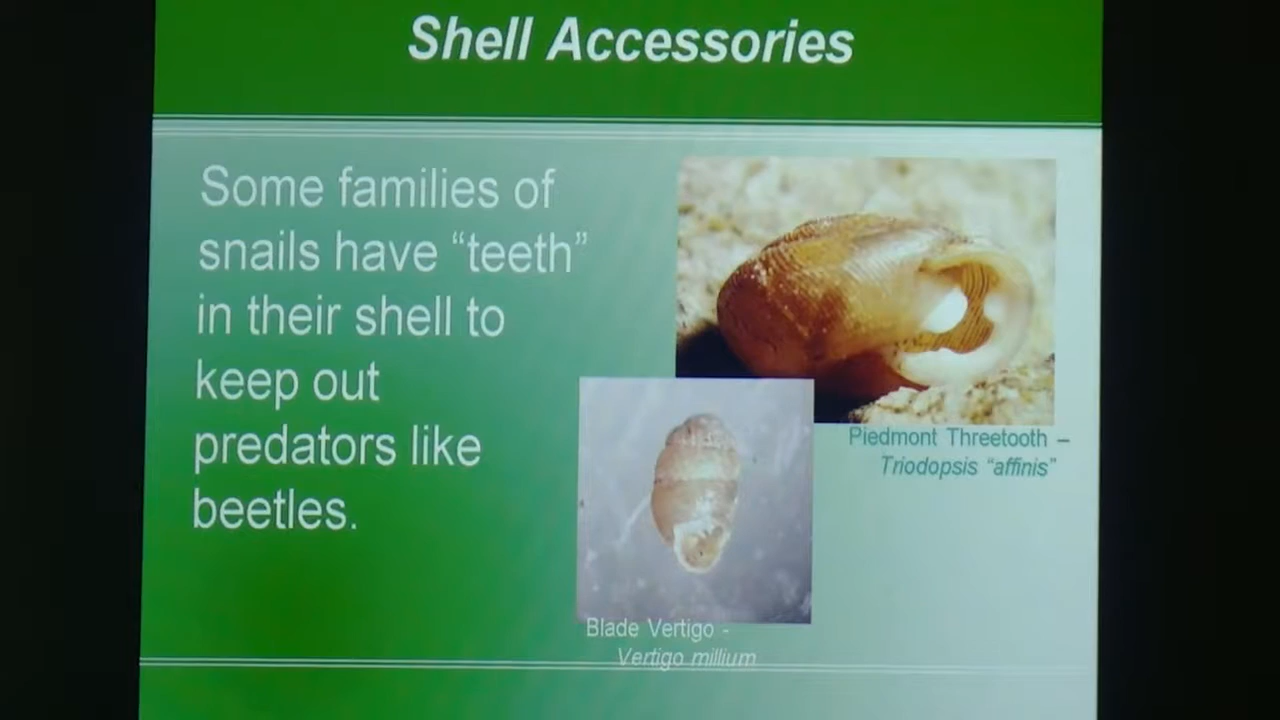 Shell Accessories
Some families of
snails have “teeth”
in their shell to
keep out
predators like
beetles.
Piedmont Threetooth –
Triodopsis “affinis”
Blade Vertigo -
Vertigo millium